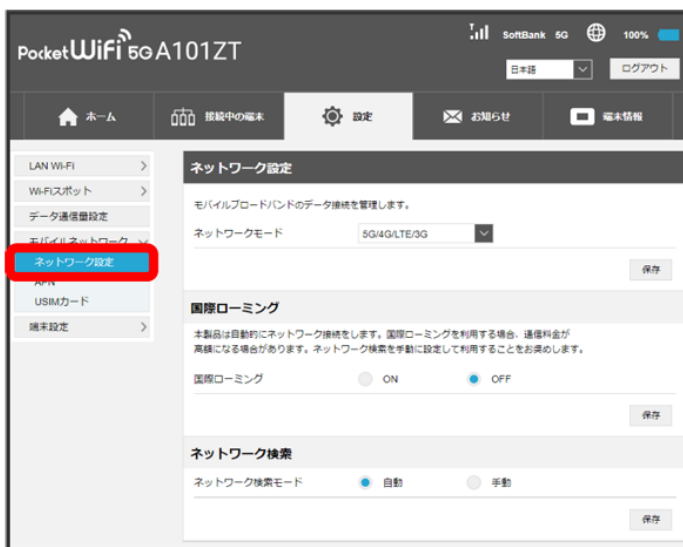 SoftBank 5G 100%
Pocket WiFi 5G A101ZT
日本語 ログアウト
ホーム 接続中の端末 設定 お知らせ 端末情報
LAN Wi-Fi
Wi-Fiスポット
データ通信量設定
モバイルネットワーク
ネットワーク設定
APN
USIMカード
端末設定
ネットワーク設定
モバイルブロードバンドのデータ接続を管理します。
ネットワークモード 5G/4G/LTE/3G
保存
国際ローミング
本製品は自動的にネットワーク接続をします。国際ローミングを利用する場合、通信料金が
高額になる場合があります。ネットワーク検索を手動に設定して利用することをお奨めします。
国際ローミング ON OFF
保存
ネットワーク検索
ネットワーク検索モード 自動 手動
保存